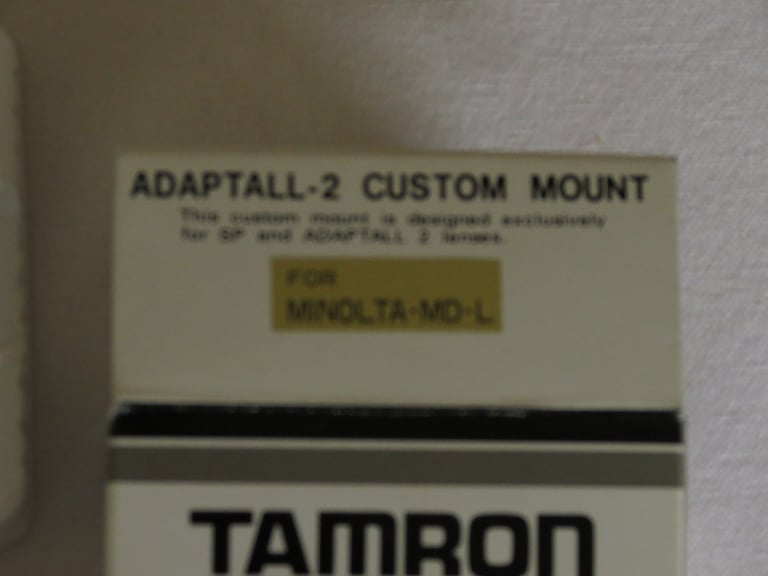 ADAPTALL-2 CUSTOM MOUNT
This custom mount is designed exclusively
for SP and ADAPTALL 2 lenses.
FOR
MINOLTA-MD-L
TAMRON